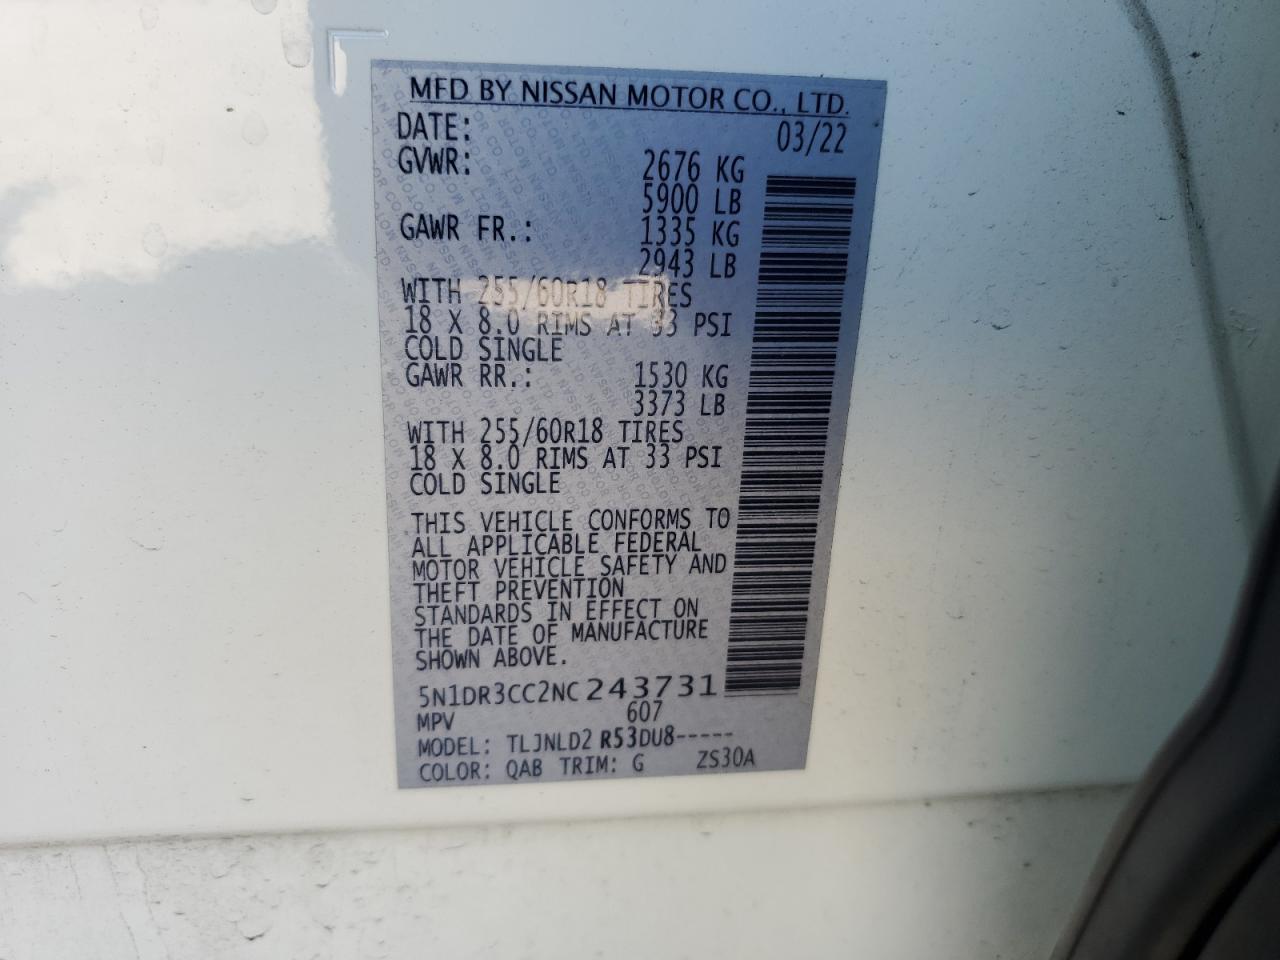 MFD BY NISSAN MOTOR CO., LTD.
DATE: 03/22
GVWR: 2676 KG
5900 LB
GAWR FR.: 1335 KG
2943 LB
WITH 255/60R18 TIRES
18 X 8.0 RIMS AT 33 PSI
COLD SINGLE
GAWR RR.: 1530 KG
3373 LB
WITH 255/60R18 TIRES
18 X 8.0 RIMS AT 33 PSI
COLD SINGLE
THIS VEHICLE CONFORMS TO
ALL APPLICABLE FEDERAL
MOTOR VEHICLE SAFETY AND
THEFT PREVENTION
STANDARDS IN EFFECT ON
THE DATE OF MANUFACTURE
SHOWN ABOVE.
5N1DR3CC2NC243731
MPV 607
MODEL: TLJNLD2 R53DU8-----
COLOR: QAB TRIM: G ZS30A